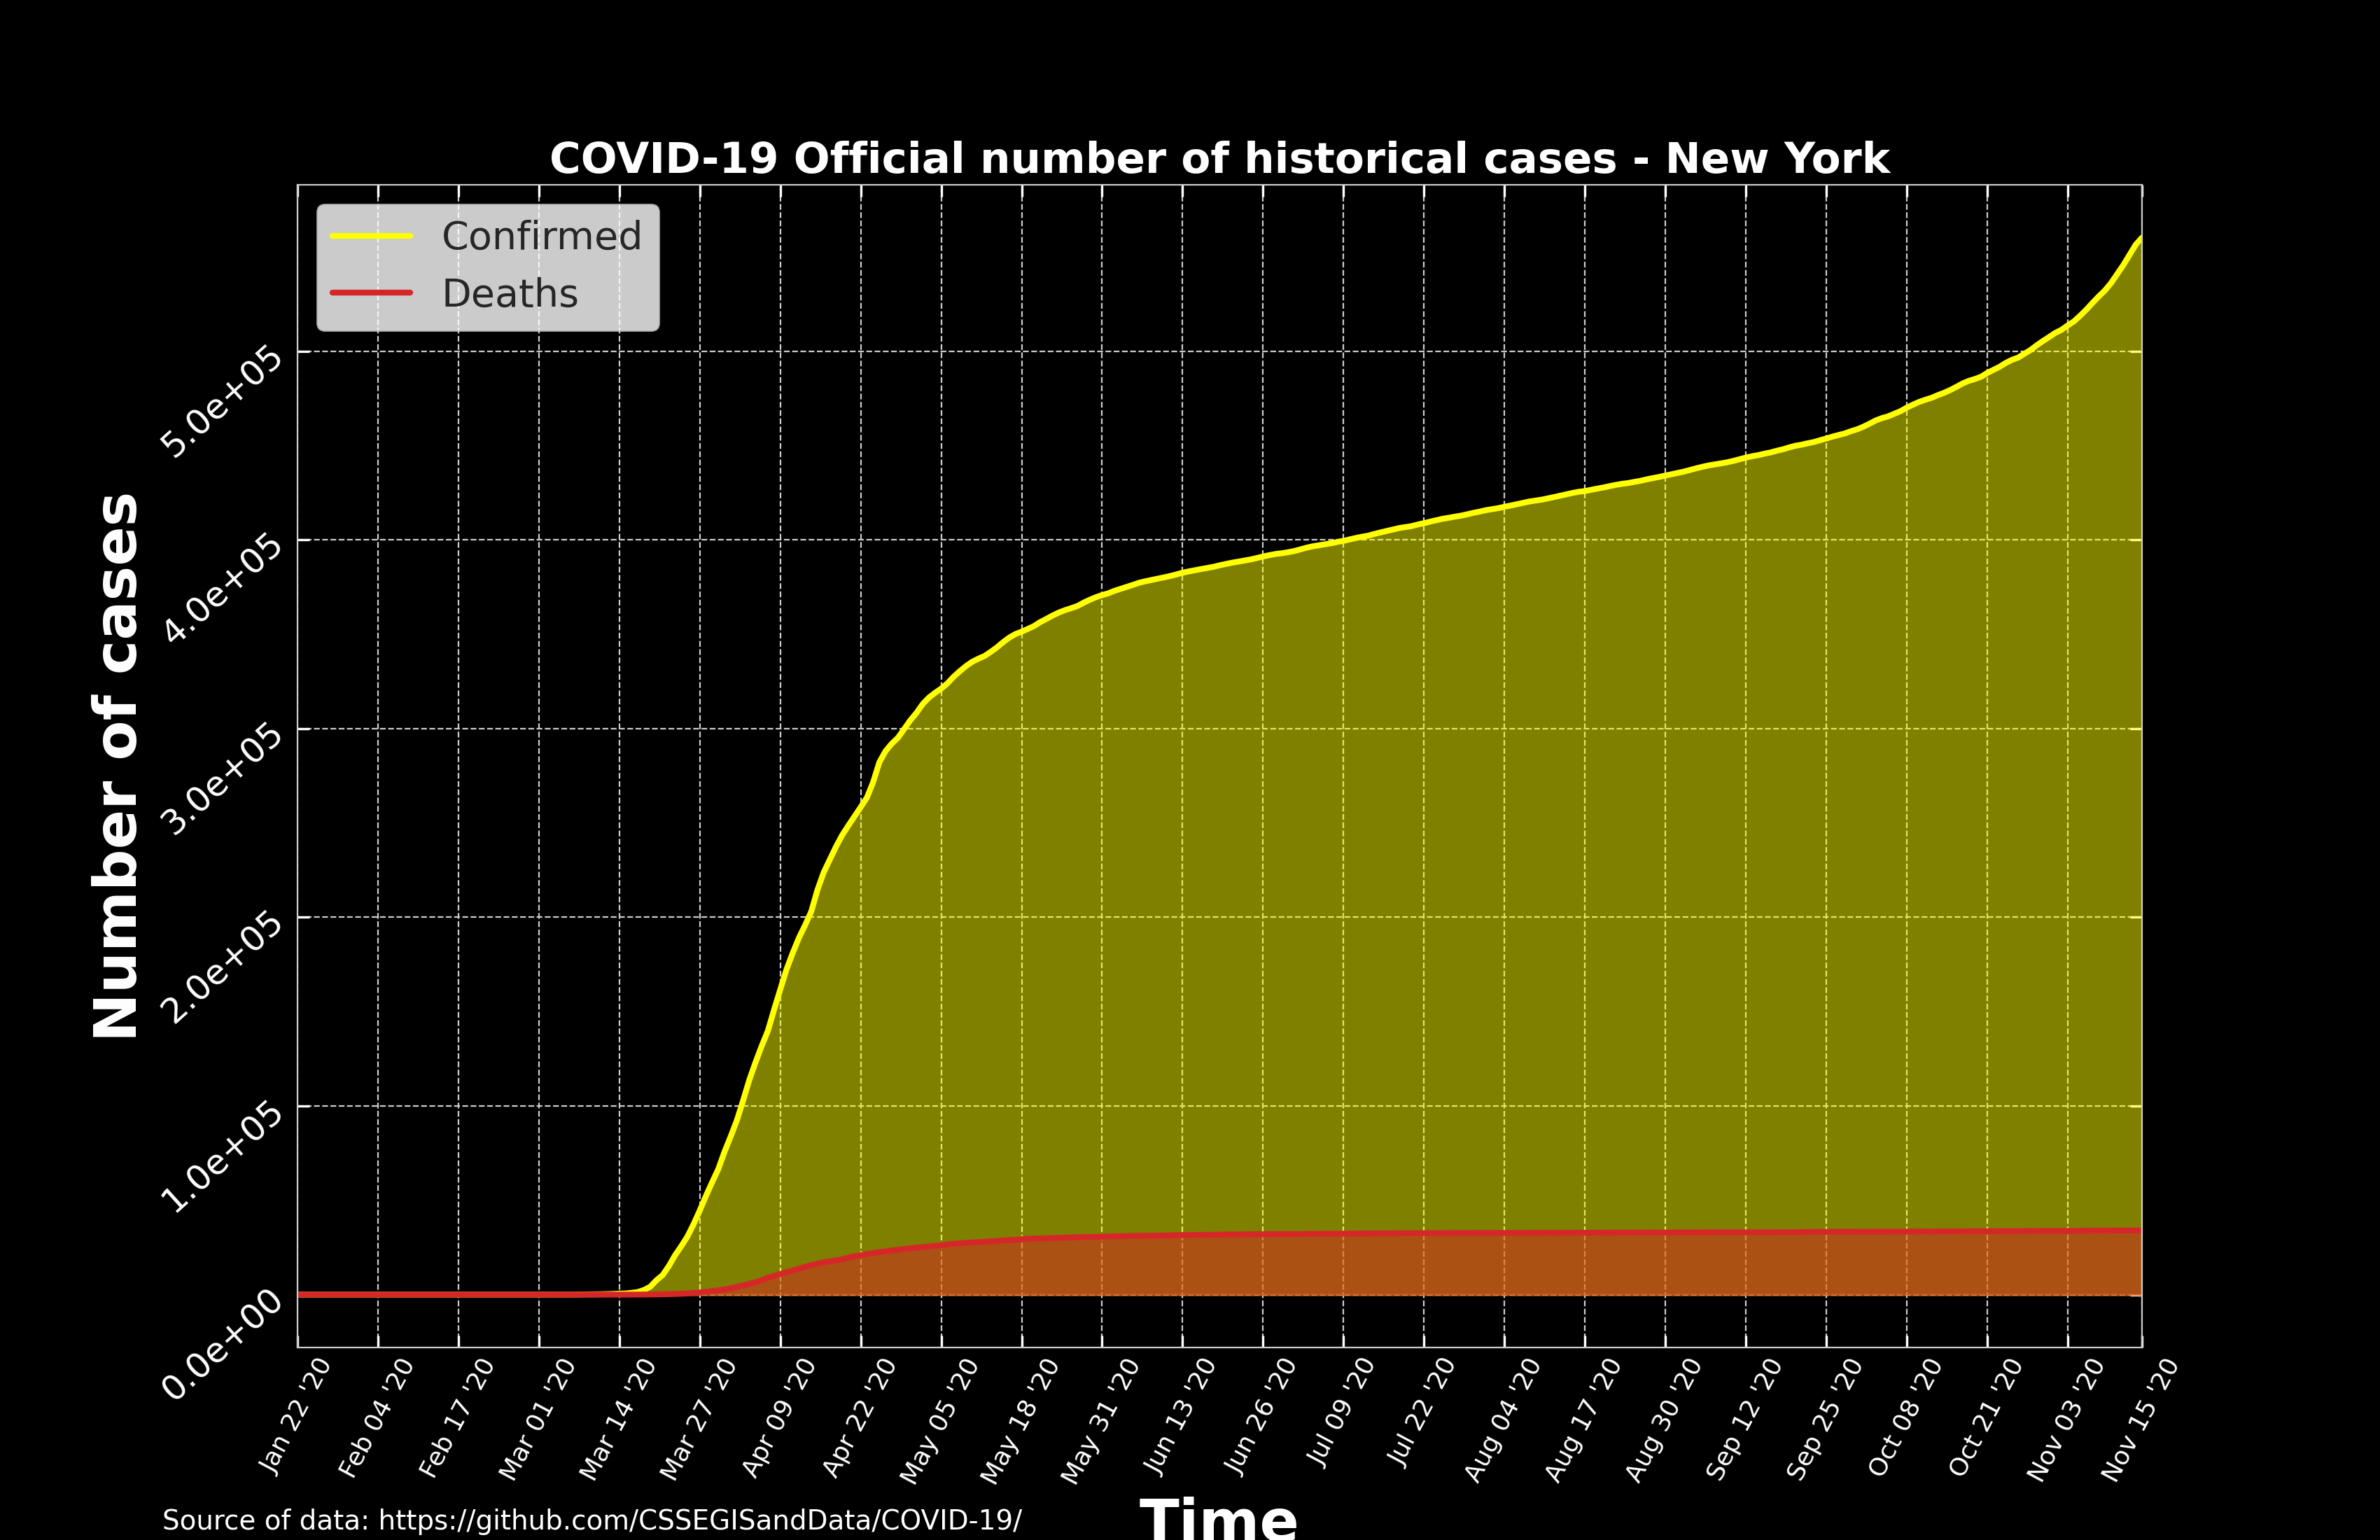 COVID-19 Official number of historical cases - New York
Confirmed
Deaths
Number of cases
5.0e+05
4.0e+05
3.0e+05
2.0e+05
1.0e+05
0.0e+00
Jan 22 '20
Feb 04 '20
Feb 17 '20
Mar 01 '20
Mar 14 '20
Mar 27 '20
Apr 09 '20
Apr 22 '20
May 05 '20
May 18 '20
May 31 '20
Jun 13 '20
Jun 26 '20
Jul 09 '20
Jul 22 '20
Aug 04 '20
Aug 17 '20
Aug 30 '20
Sep 12 '20
Sep 25 '20
Oct 08 '20
Oct 21 '20
Nov 03 '20
Nov 15 '20
Time
Source of data: https://github.com/CSSEGISandData/COVID-19/